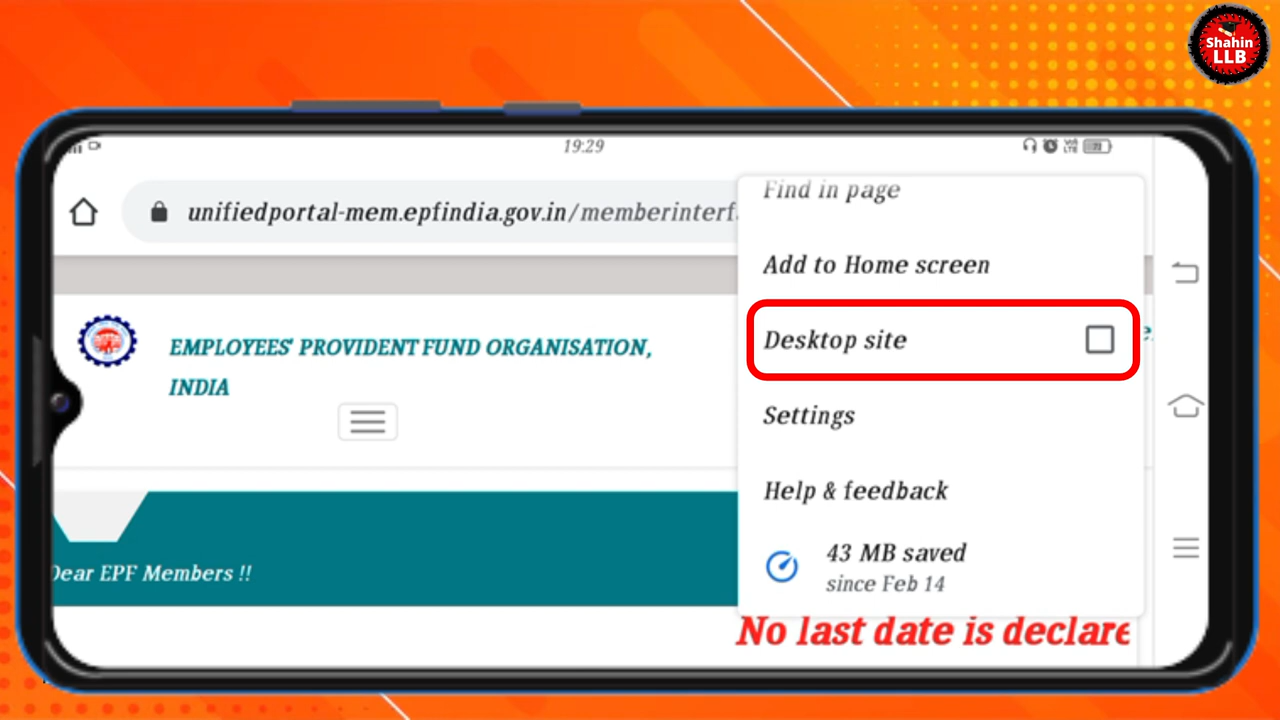 Shahin
LLB
19:29
unifiedportal-mem.epfindia.gov.in/memberinterf
Find in page
Add to Home screen
Desktop site
Settings
Help & feedback
43 MB saved
since Feb 14
EMPLOYEES' PROVIDENT FUND ORGANISATION,
INDIA
Dear EPF Members !!
No last date is declare